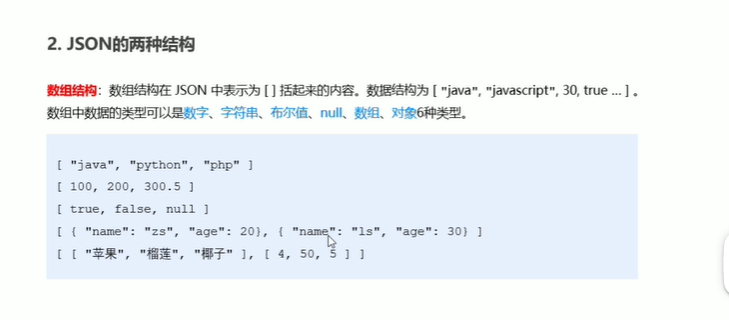 2. JSON的两种结构
数组结构：数组结构在 JSON 中表示为 [ ] 括起来的内容。数据结构为 [ "java", "javascript", 30, true ... ] 。
数组中数据的类型可以是数字、字符串、布尔值、null、数组、对象6种类型。
[ "java", "python", "php" ]
[ 100, 200, 300.5 ]
[ true, false, null ]
[ { "name": "zs", "age": 20}, { "name": "ls", "age": 30} ]
[ [ "苹果", "榴莲", "椰子" ], [ 4, 50, 5 ] ]